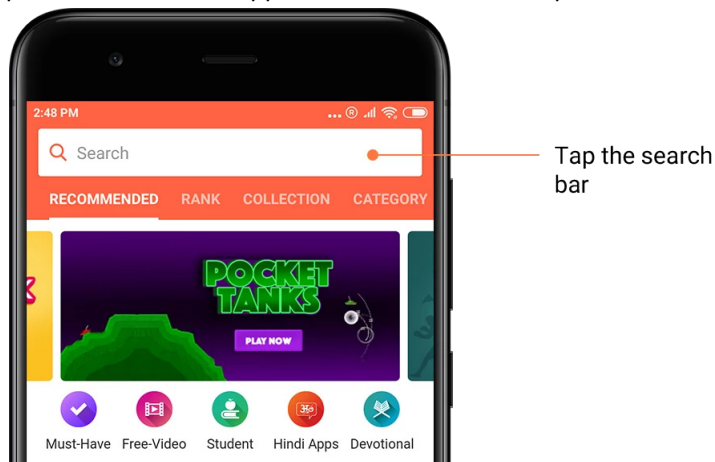 2:48 PM
Search
Tap the search
bar
RECOMMENDED RANK COLLECTION CATEGORY
POCKET
TANKS
PLAY NOW
Must-Have Free-Video Student Hindi Apps Devotional